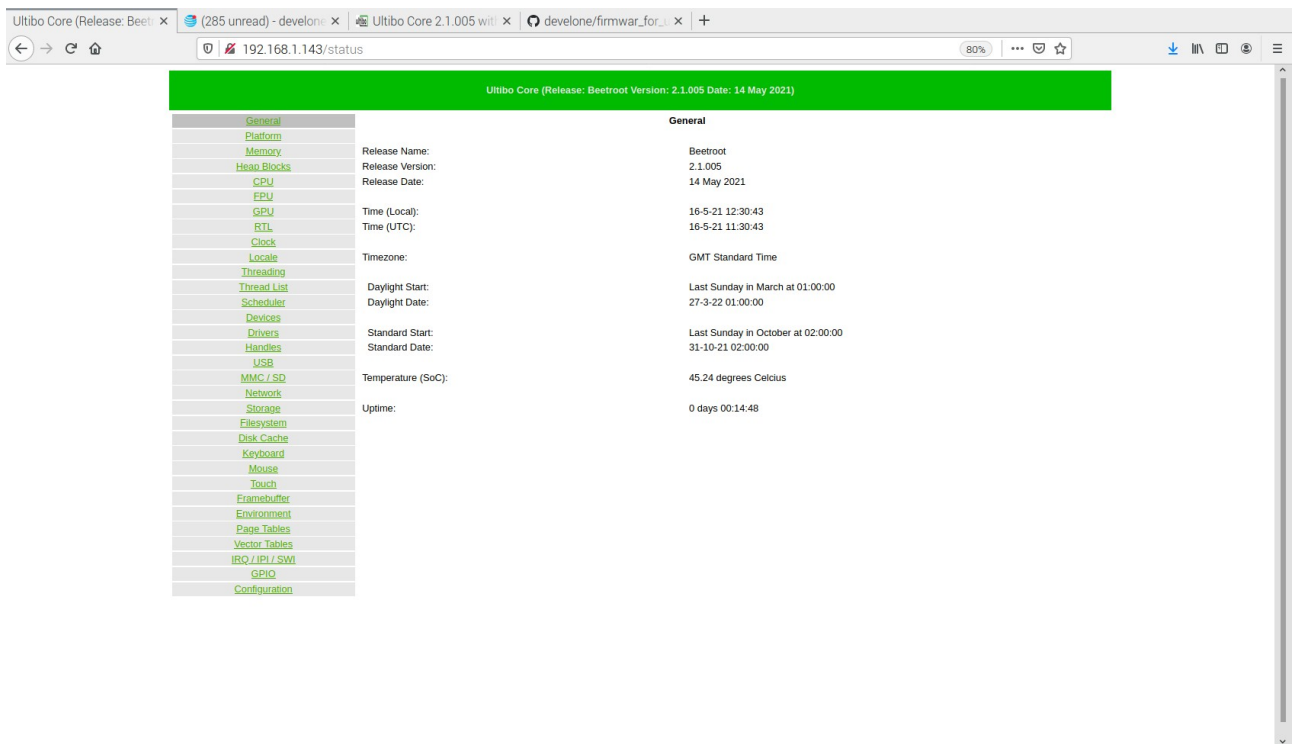 Ultibo Core (Release: Beet
(285 unread) - develone
Ultibo Core 2.1.005 wit
develone/firmwar_for_u
192.168.1.143/status
80%
Ultibo Core (Release: Beetroot Version: 2.1.005 Date: 14 May 2021)
General
General
Platform
Memory
Release Name: Beetroot
Heap Blocks
Release Version: 2.1.005
CPU
Release Date: 14 May 2021
FPU
GPU
Time (Local): 16-5-21 12:30:43
RTL
Time (UTC): 16-5-21 11:30:43
Clock
Locale
Timezone: GMT Standard Time
Threading
Thread List
Daylight Start: Last Sunday in March at 01:00:00
Scheduler
Daylight Date: 27-3-22 01:00:00
Devices
Drivers
Standard Start: Last Sunday in October at 02:00:00
Handles
Standard Date: 31-10-21 02:00:00
USB
MMC / SD
Temperature (SoC): 45.24 degrees Celcius
Network
Storage
Uptime: 0 days 00:14:48
Filesystem
Disk Cache
Keyboard
Mouse
Touch
Framebuffer
Environment
Page Tables
Vector Tables
IRQ / IPI / SWI
GPIO
Configuration